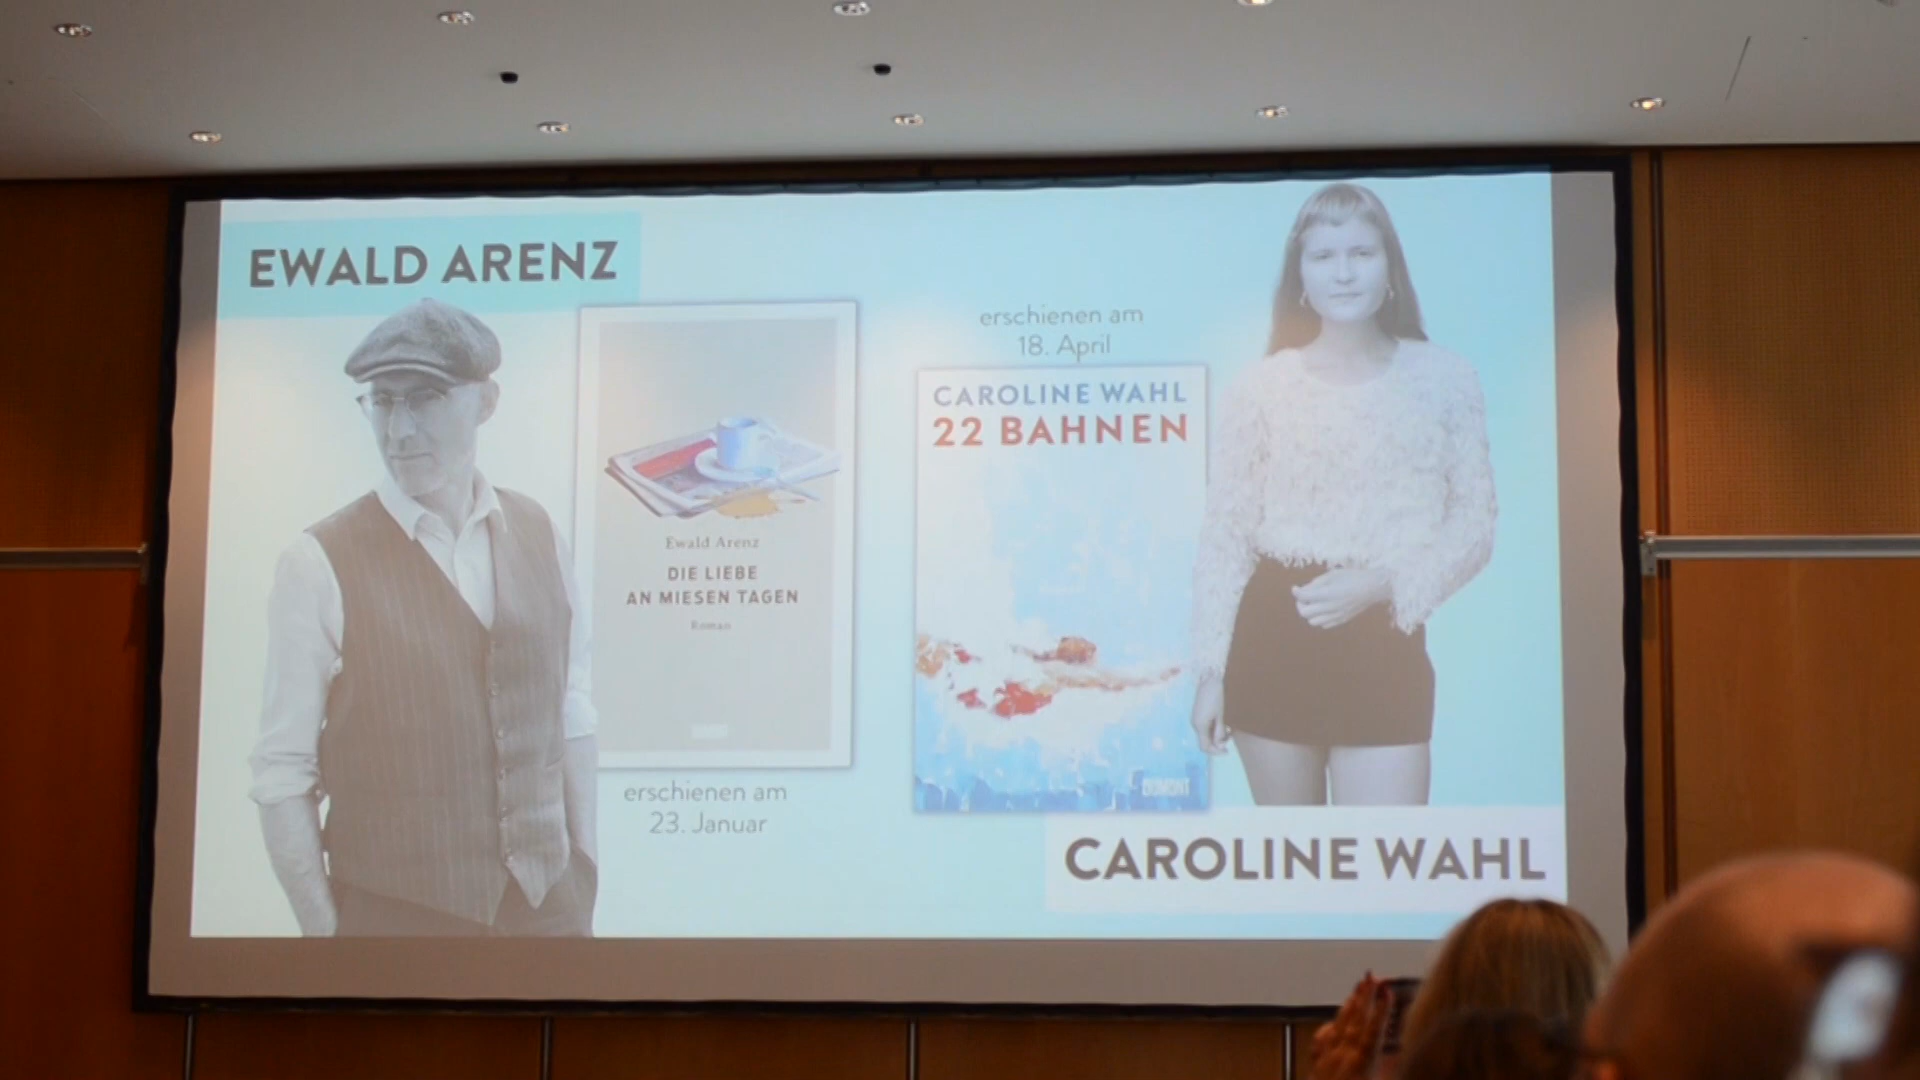 EWALD ARENZ
Ewald Arenz
DIE LIEBE
AN MIESEN TAGEN
Roman
erschienen am
23. Januar
erschienen am
18. April
CAROLINE WAHL
22 BAHNEN
DUMONT
CAROLINE WAHL